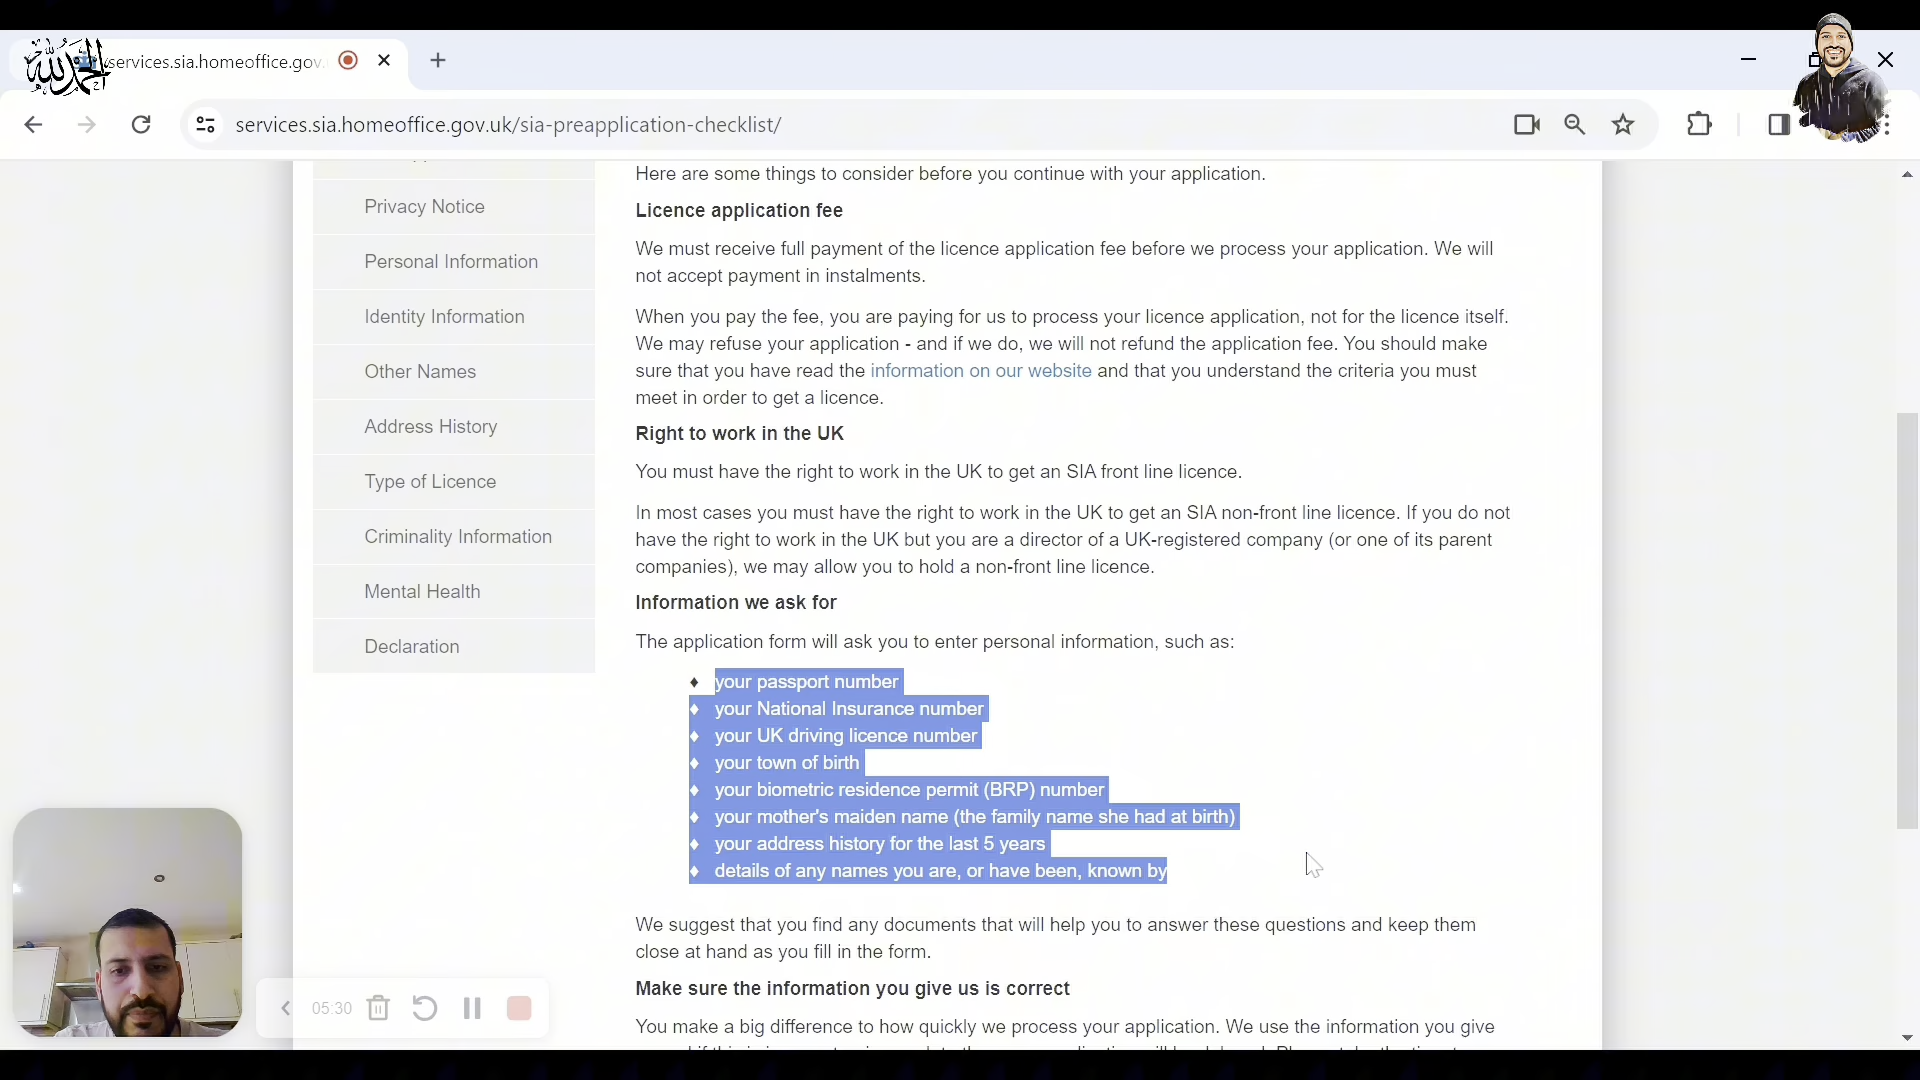 الحمد لله
services.sia.homeoffice.gov.
services.sia.homeoffice.gov.uk/sia-preapplication-checklist/
Privacy Notice
Personal Information
Identity Information
Other Names
Address History
Type of Licence
Criminality Information
Mental Health
Declaration
Here are some things to consider before you continue with your application.
Licence application fee
We must receive full payment of the licence application fee before we process your application. We will
not accept payment in instalments.
When you pay the fee, you are paying for us to process your licence application, not for the licence itself.
We may refuse your application - and if we do, we will not refund the application fee. You should make
sure that you have read the information on our website and that you understand the criteria you must
meet in order to get a licence.
Right to work in the UK
You must have the right to work in the UK to get an SIA front line licence.
In most cases you must have the right to work in the UK to get an SIA non-front line licence. If you do not
have the right to work in the UK but you are a director of a UK-registered company (or one of its parent
companies), we may allow you to hold a non-front line licence.
Information we ask for
The application form will ask you to enter personal information, such as:
♦ your passport number
♦ your National Insurance number
♦ your UK driving licence number
♦ your town of birth
♦ your biometric residence permit (BRP) number
♦ your mother's maiden name (the family name she had at birth)
♦ your address history for the last 5 years
♦ details of any names you are, or have been, known by
We suggest that you find any documents that will help you to answer these questions and keep them
close at hand as you fill in the form.
Make sure the information you give us is correct
You make a big difference to how quickly we process your application. We use the information you give
05:30